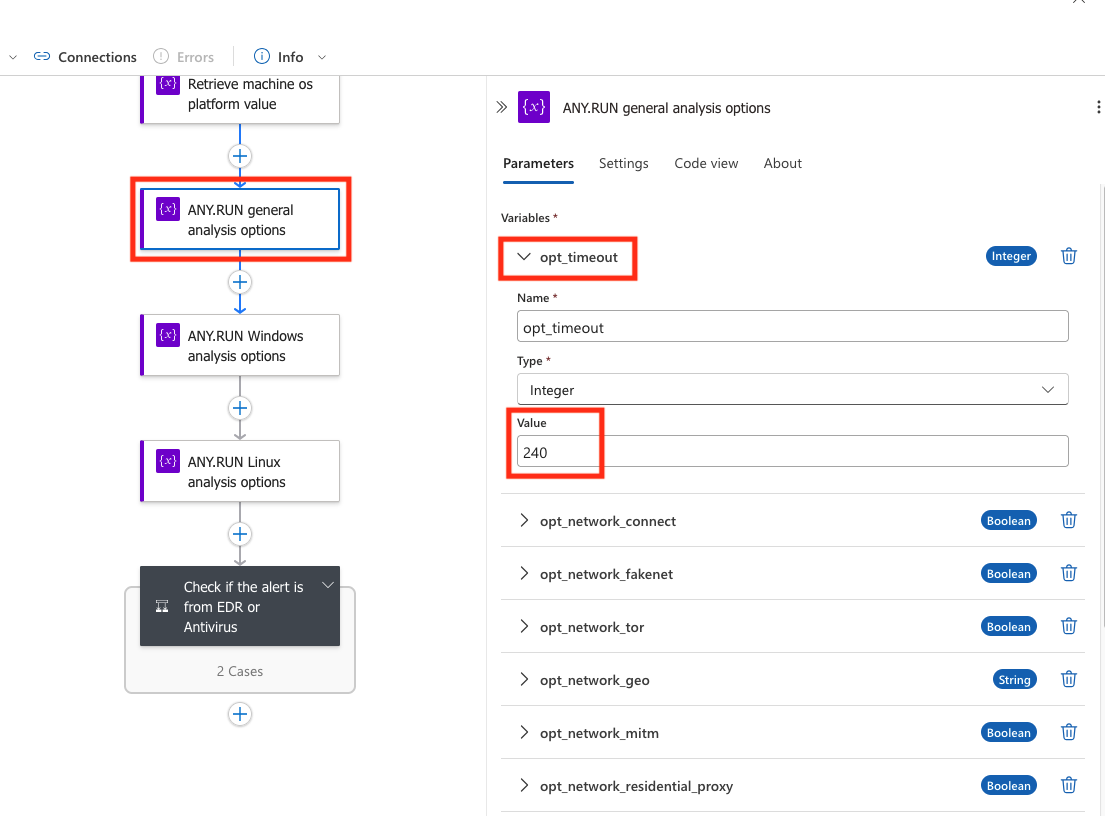 Connections
Errors
Info
Retrieve machine os
platform value
ANY.RUN general
analysis options
ANY.RUN Windows
analysis options
ANY.RUN Linux
analysis options
Check if the alert is
from EDR or
Antivirus
2 Cases
{x} ANY.RUN general analysis options
Parameters Settings Code view About
Variables *
opt_timeout Integer
Name *
opt_timeout
Type *
Integer
Value
240
opt_network_connect Boolean
opt_network_fakenet Boolean
opt_network_tor Boolean
opt_network_geo String
opt_network_mitm Boolean
opt_network_residential_proxy Boolean